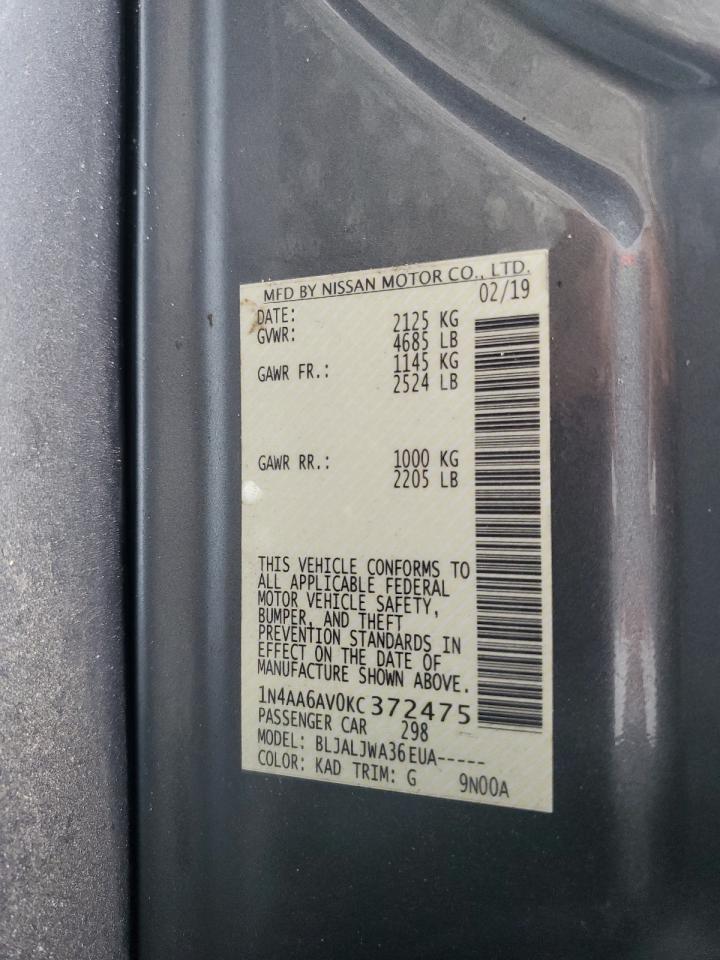 MFD BY NISSAN MOTOR CO., LTD.
DATE: 02/19
GVWR: 2125 KG
4685 LB
GAWR FR.: 1145 KG
2524 LB
GAWR RR.: 1000 KG
2205 LB
THIS VEHICLE CONFORMS TO
ALL APPLICABLE FEDERAL
MOTOR VEHICLE SAFETY,
BUMPER, AND THEFT
PREVENTION STANDARDS IN
EFFECT ON THE DATE OF
MANUFACTURE SHOWN ABOVE.
1N4AA6AV0KC372475
PASSENGER CAR 298
MODEL: BLJALJWA36EUA-----
COLOR: KAD TRIM: G 9N00A